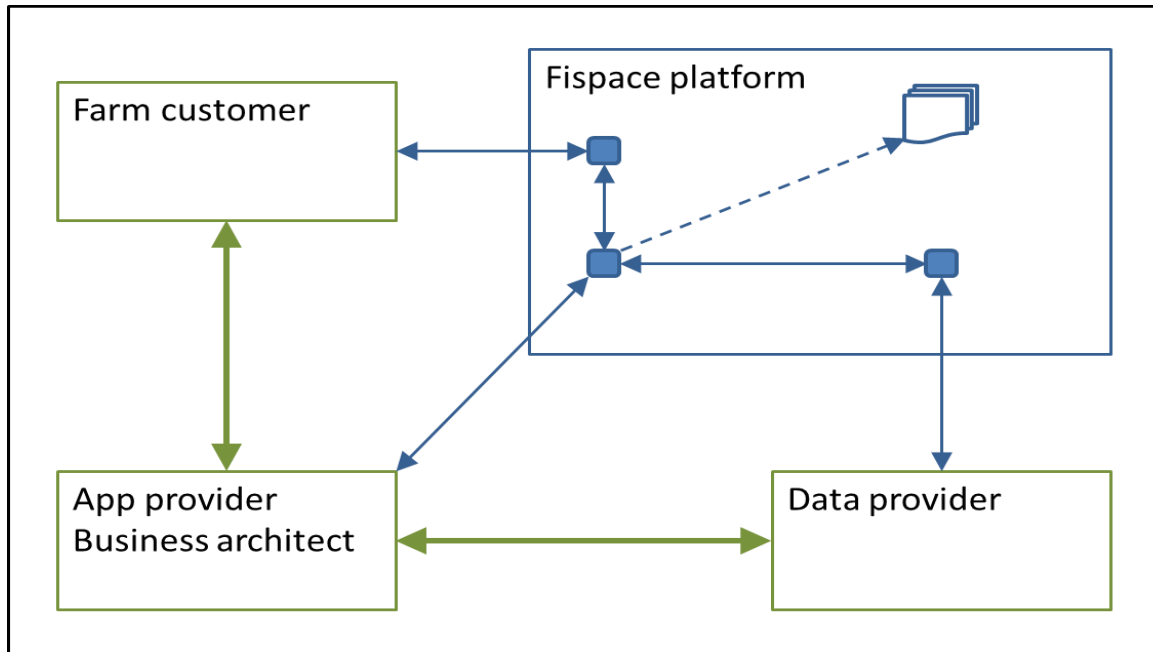 Farm customer
Fispace platform
App provider
Business architect
Data provider